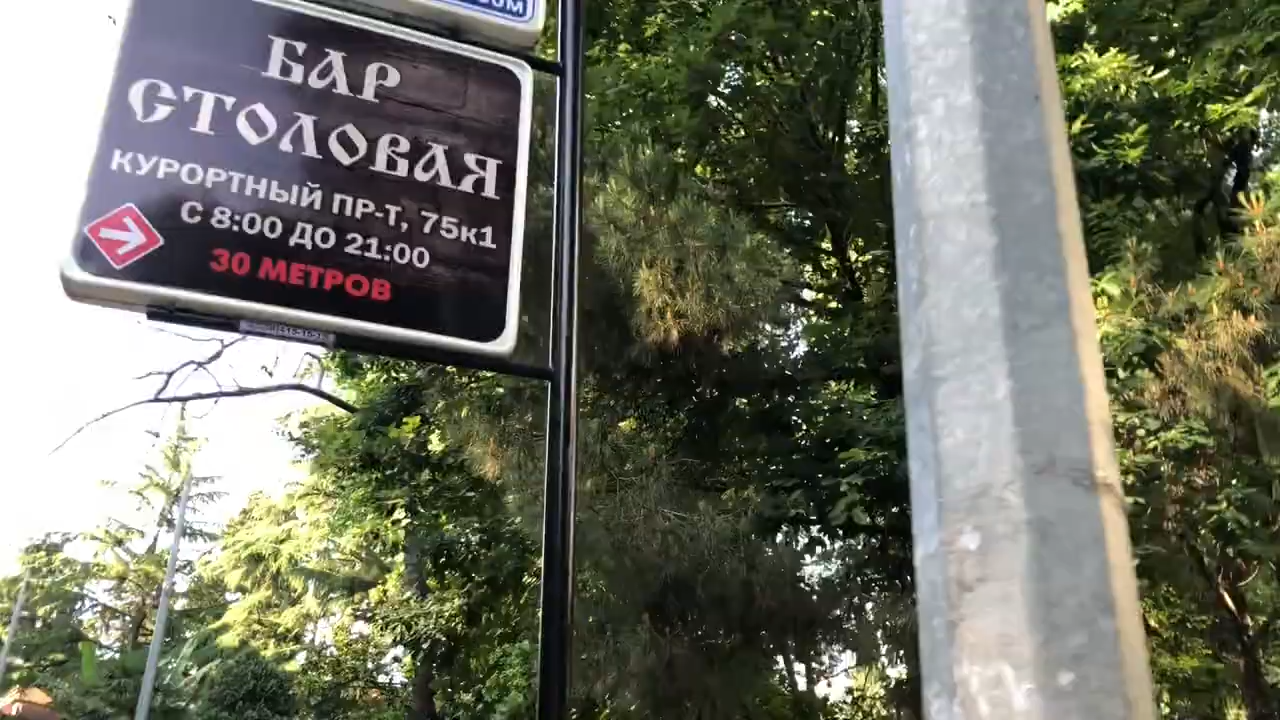 БАР
СТОЛОВАЯ
КУРОРТНЫЙ ПР-Т, 75к1
С 8:00 ДО 21:00
30 МЕТРОВ